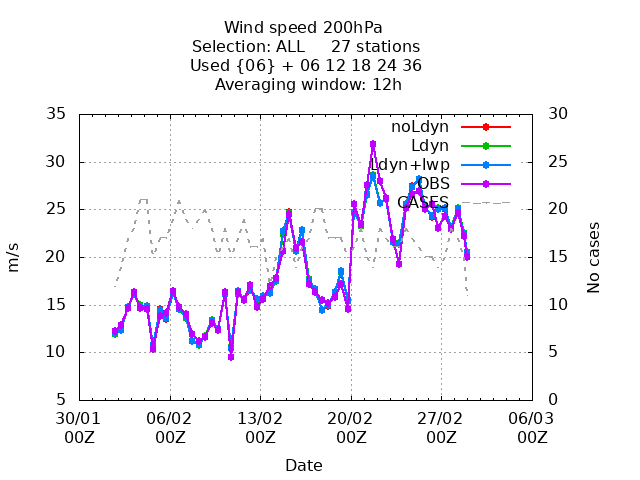 Wind speed 200hPa
Selection: ALL 27 stations
Used {06} + 06 12 18 24 36
Averaging window: 12h
35 30
noLdyn
Ldyn
30 25
Ldyn+lwp
OBS
25 20
CASES
m/s
No cases
20 15
15 10
10 5
5 0
30/01 06/02 13/02 20/02 27/02 06/03
00Z 00Z 00Z 00Z 00Z 00Z
Date